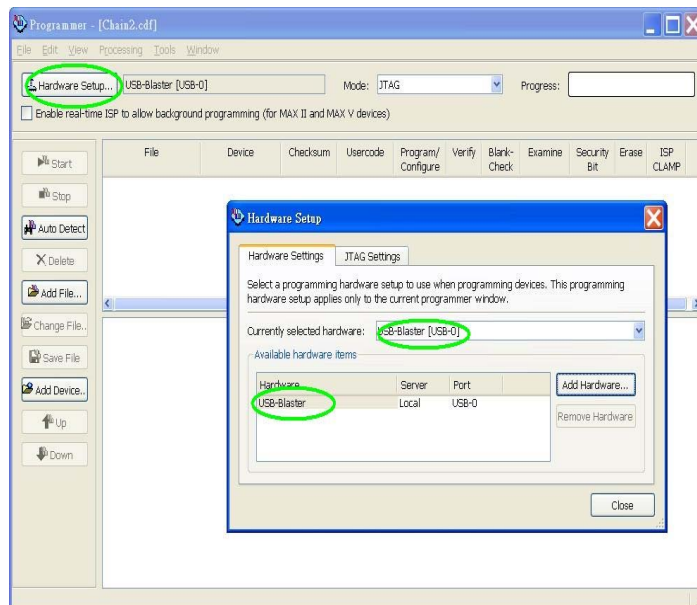 Programmer - [Chain2.cdf]
File Edit View Processing Tools Window
Hardware Setup... USB-Blaster [USB-0] Mode: JTAG Progress:
Enable real-time ISP to allow background programming (for MAX II and MAX V devices)
Start
Stop
Auto Detect
Delete
Add File...
Change File..
Save File
Add Device..
Up
Down
File Device Checksum Usercode Program/ Configure Verify Blank- Check Examine Security Bit Erase ISP CLAMP
Hardware Setup
Hardware Settings JTAG Settings
Select a programming hardware setup to use when programming devices. This programming
hardware setup applies only to the current programmer window.
Currently selected hardware: USB-Blaster [USB-0]
Available hardware items
Hardware Server Port
USB-Blaster Local USB-0
Add Hardware...
Remove Hardware
Close